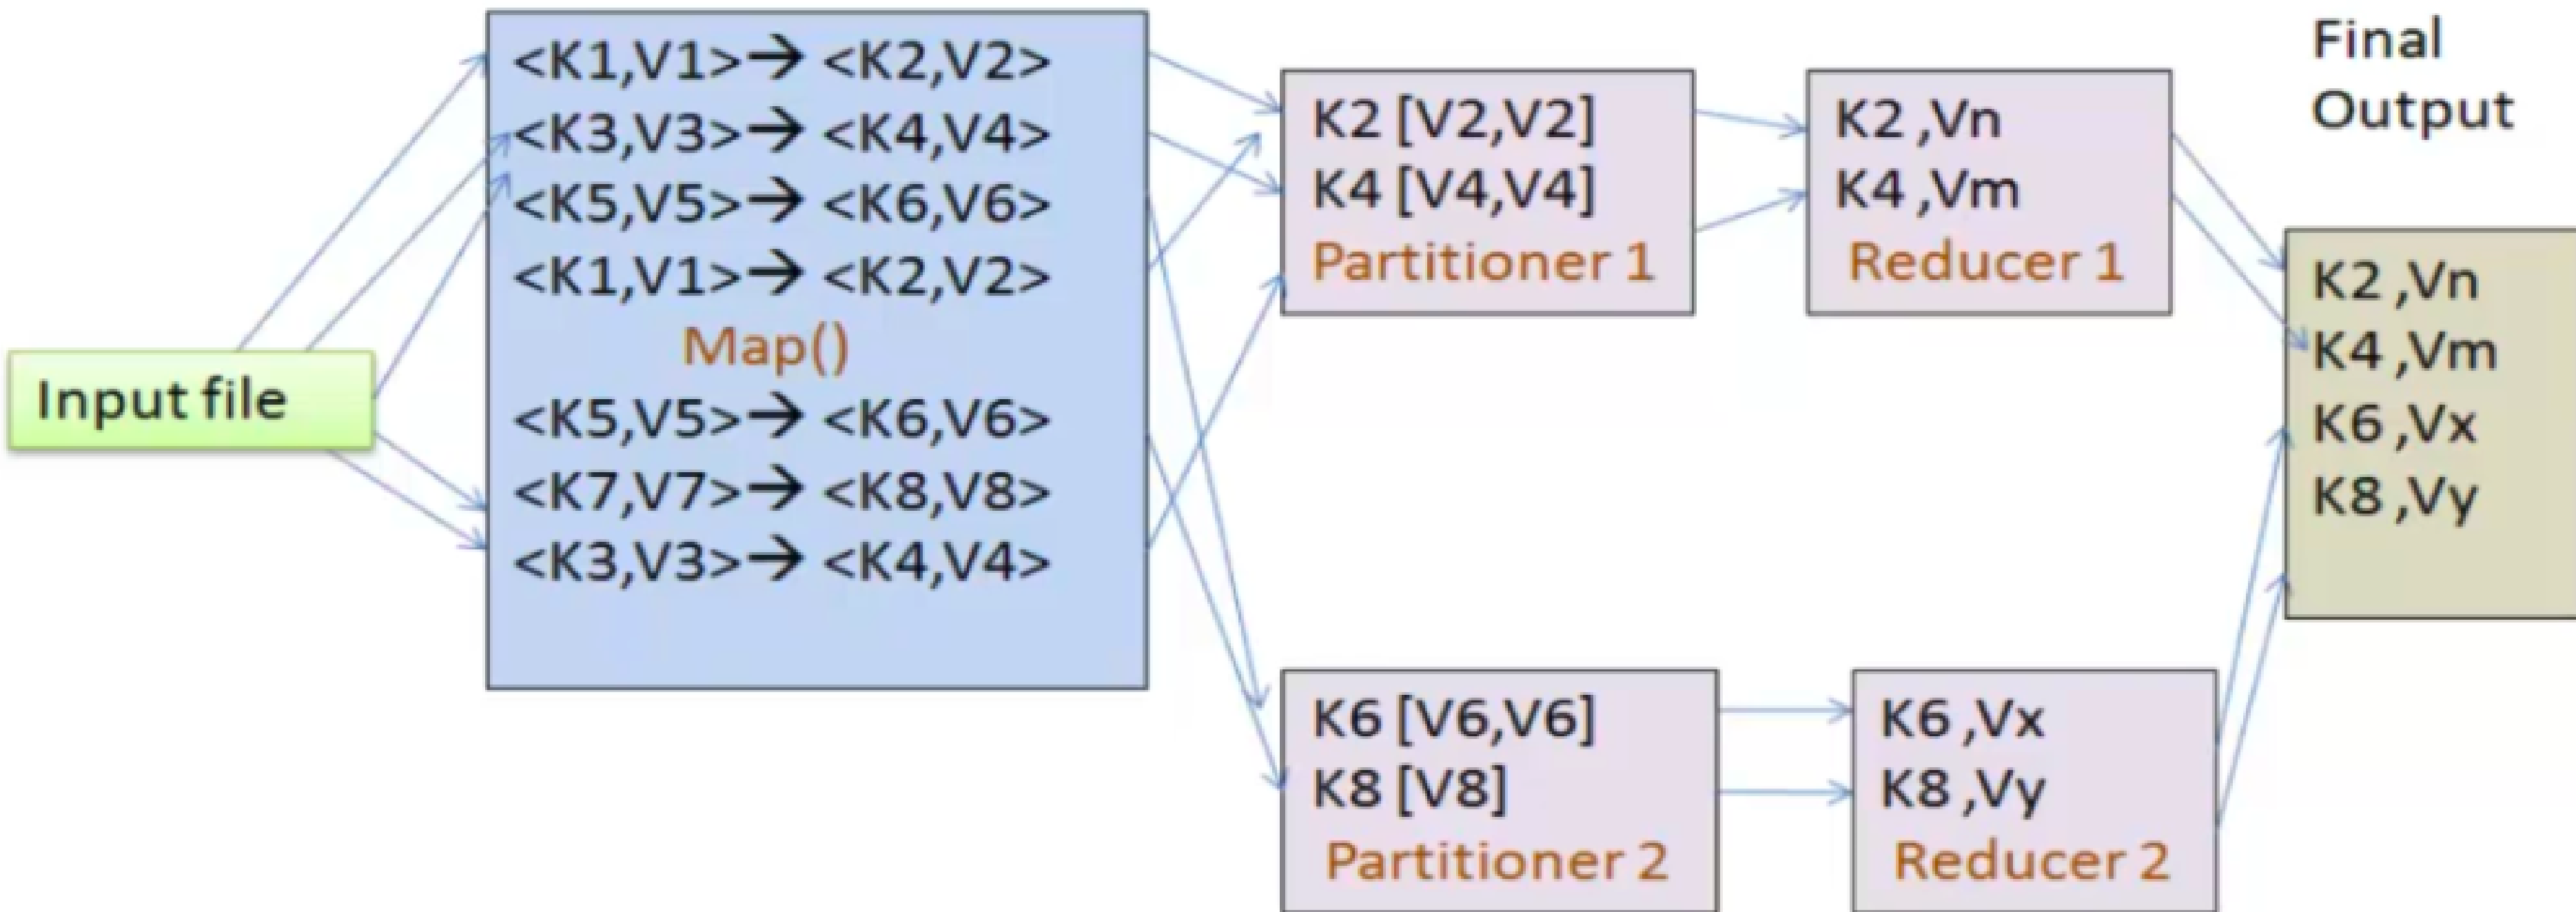 Input file
<K1,V1>→ <K2,V2>
<K3,V3>→ <K4,V4>
<K5,V5>→ <K6,V6>
<K1,V1>→ <K2,V2>
Map()
<K5,V5>→ <K6,V6>
<K7,V7>→ <K8,V8>
<K3,V3>→ <K4,V4>
K2 [V2,V2]
K4 [V4,V4]
Partitioner 1
K2 ,Vn
K4 ,Vm
Reducer 1
K6 [V6,V6]
K8 [V8]
Partitioner 2
K6 ,Vx
K8 ,Vy
Reducer 2
Final
Output
K2 ,Vn
K4 ,Vm
K6 ,Vx
K8 ,Vy